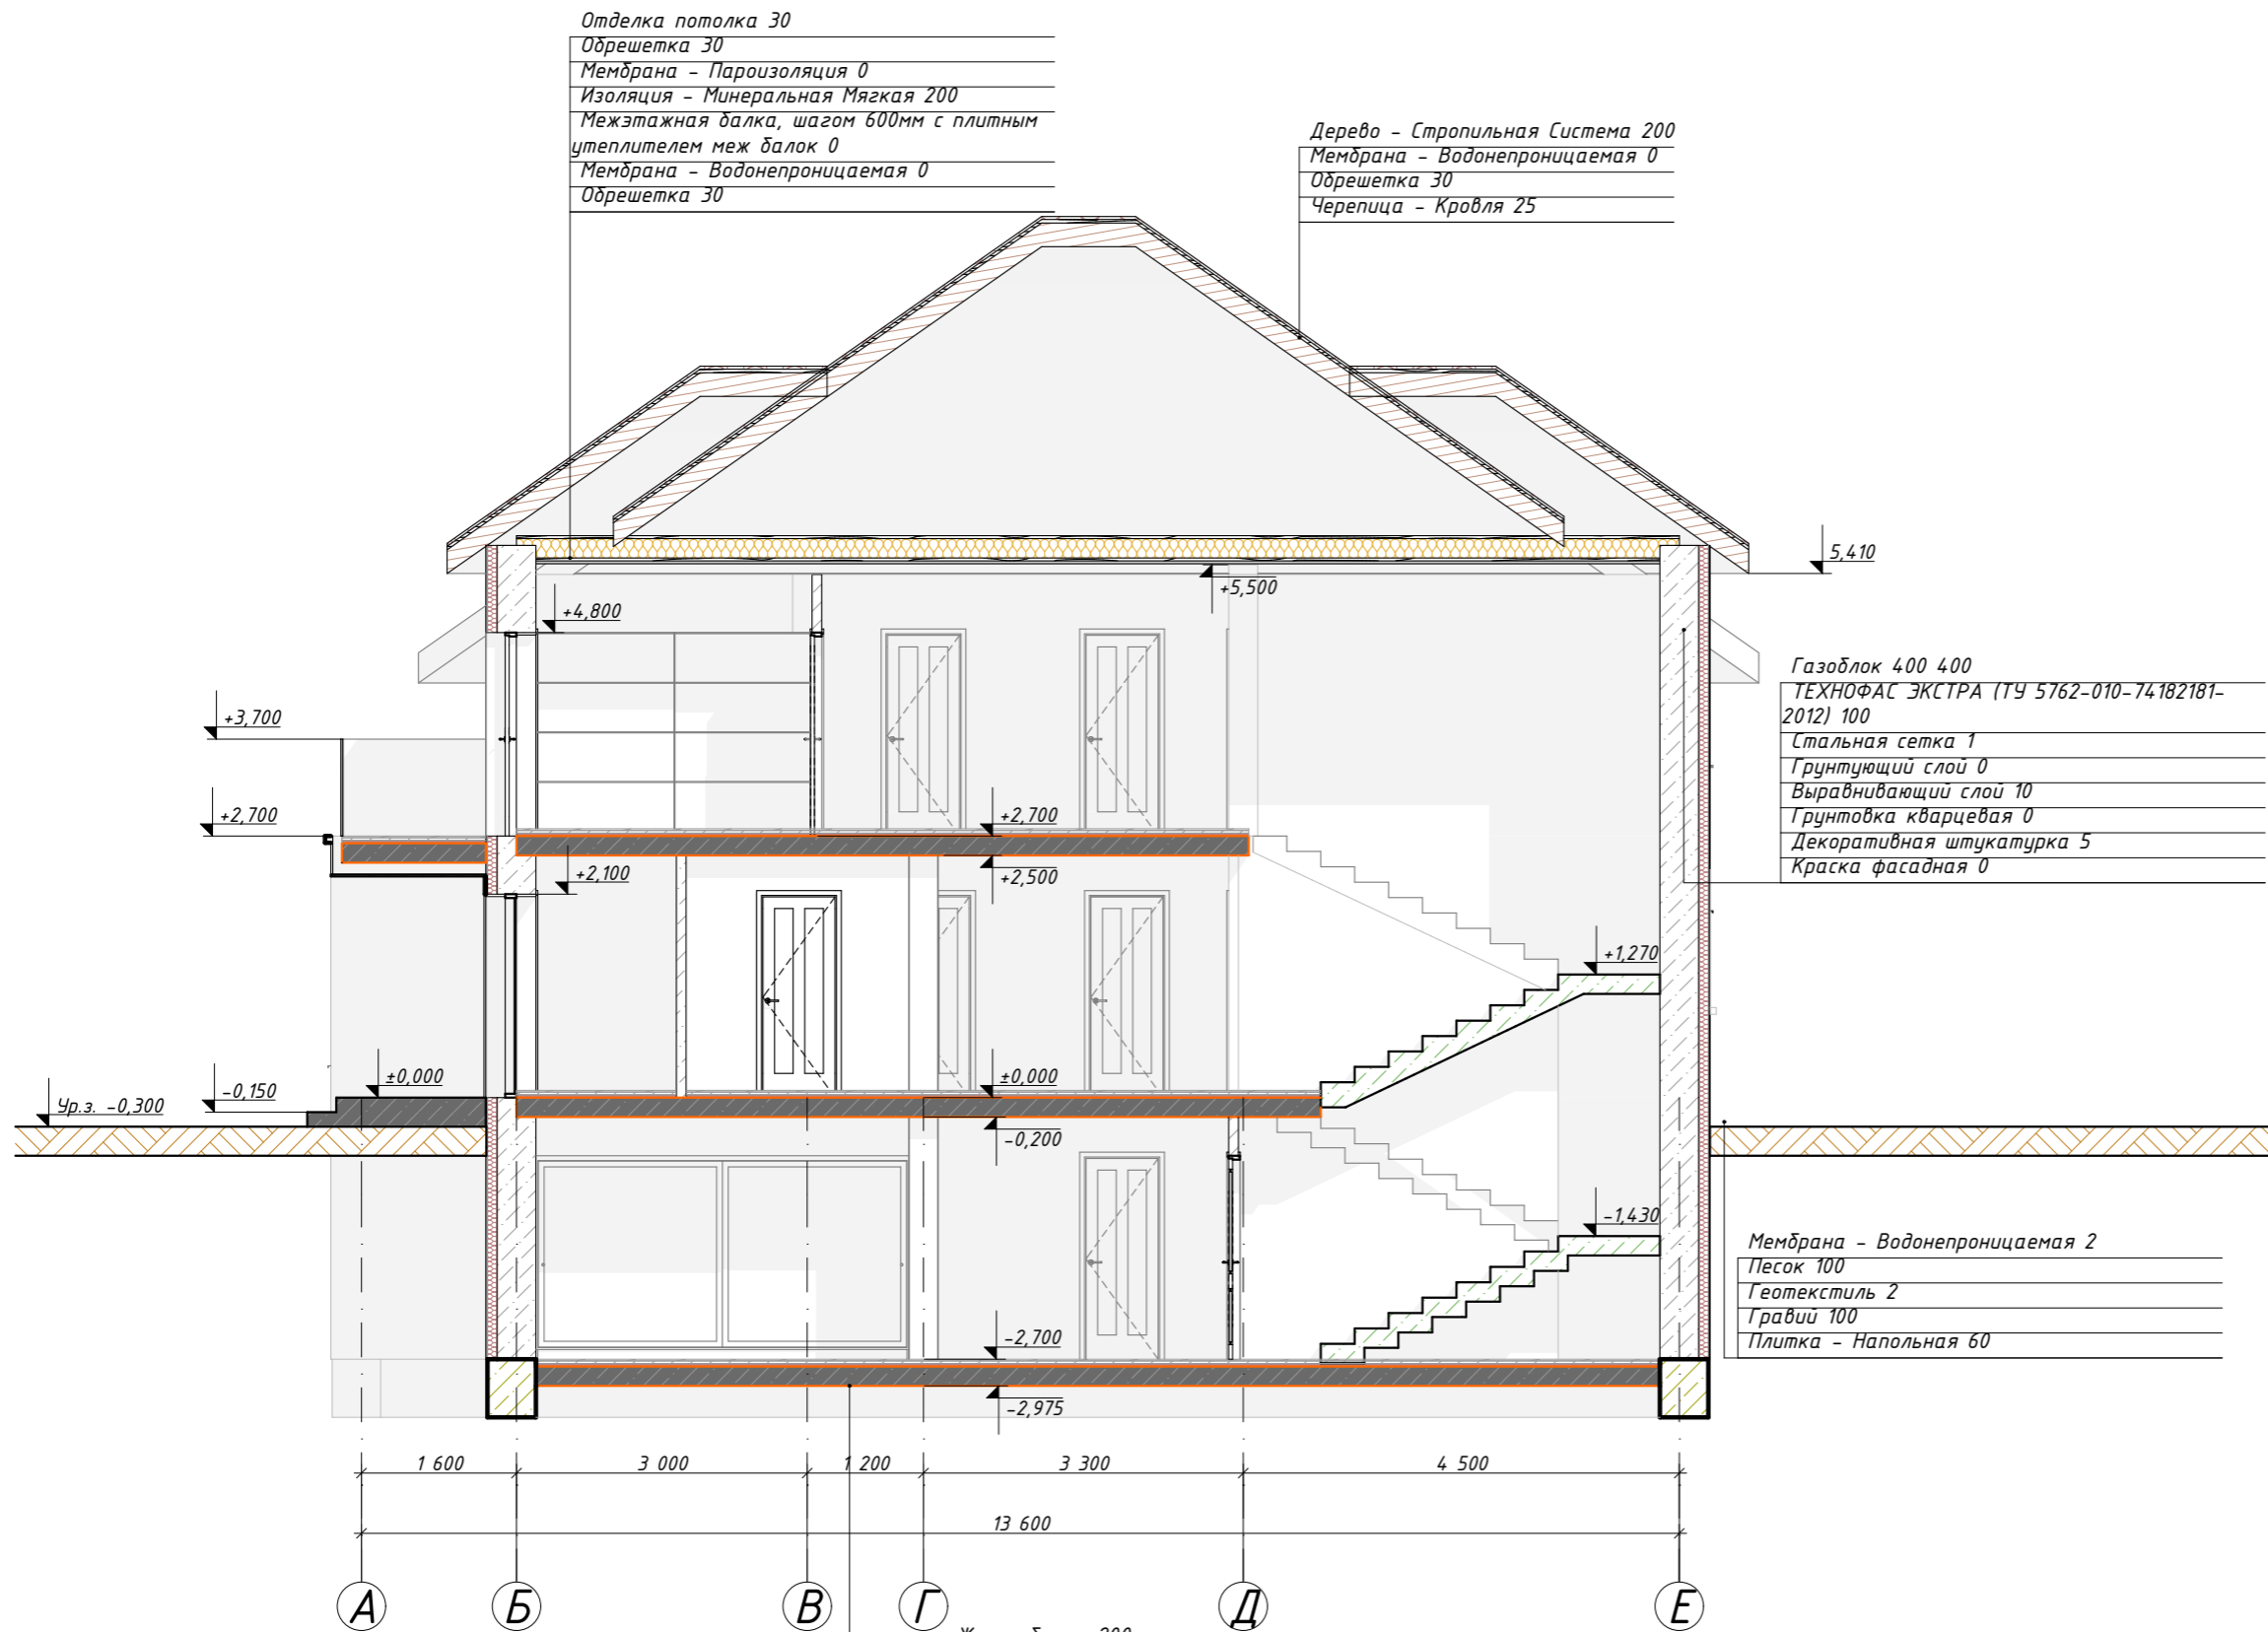 Отделка потолка 30
Обрешетка 30
Мембрана - Пароизоляция 0
Изоляция - Минеральная Мягкая 200
Межэтажная балка, шагом 600мм с плитным
утеплителем меж балок 0
Мембрана - Водонепроницаемая 0
Обрешетка 30
Дерево - Стропильная Система 200
Мембрана - Водонепроницаемая 0
Обрешетка 30
Черепица - Кровля 25
5,410
+5,500
+4,800
Газоблок 400 400
ТЕХНОФАС ЭКСТРА (ТУ 5762-010-74182181-
2012) 100
Стальная сетка 1
Грунтующий слой 0
Выравнивающий слой 10
Грунтовка кварцевая 0
Декоративная штукатурка 5
Краска фасадная 0
+3,700
+2,700
+2,700
+2,100
+2,500
+1,270
±0,000
±0,000
-0,150
Ур.з. -0,300
-0,200
-1,430
Мембрана - Водонепроницаемая 2
Песок 100
Геотекстиль 2
Гравий 100
Плитка - Напольная 60
-2,700
-2,975
1 600
3 000
1 200
3 300
4 500
13 600
А
Б
В
Г
Д
Е